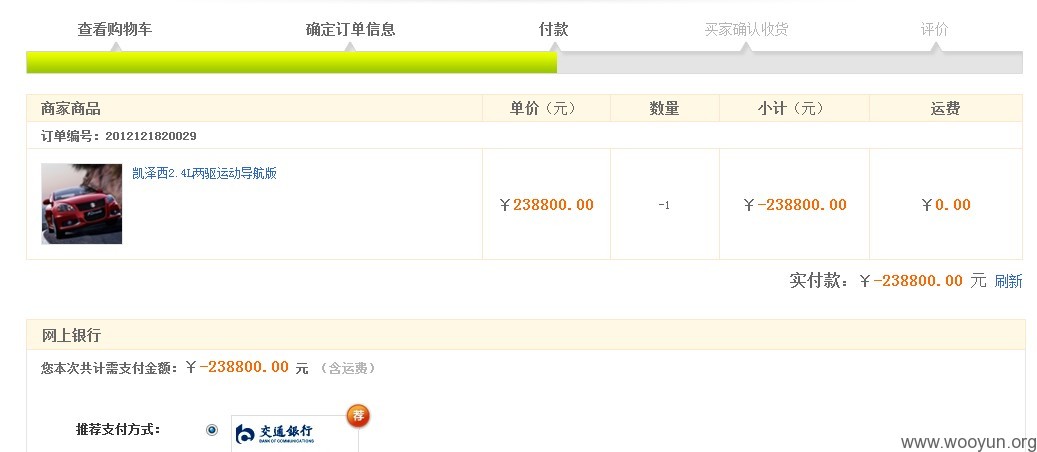 查看购物车 确定订单信息 付款 买家确认收货 评价
商家商品 单价（元） 数量 小计（元） 运费
订单编号：2012121820029
凯泽西2.4L两驱运动导航版
￥238800.00 -1 ￥-238800.00 ￥0.00
实付款：￥-238800.00 元 刷新
网上银行
您本次共计需支付金额：￥-238800.00 元 （含运费）
荐
推荐支付方式： 交通銀行
BANK OF COMMUNICATIONS
www.wooyun.org